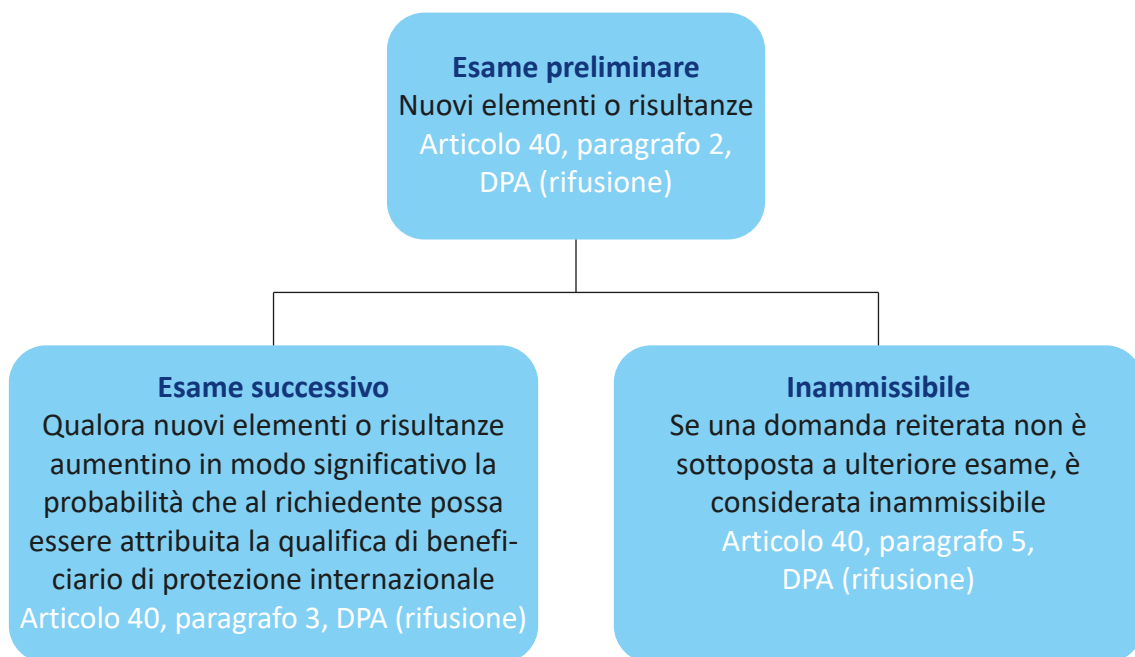 Esame preliminare
Nuovi elementi o risultanze
Articolo 40, paragrafo 2,
DPA (rifusione)
Esame successivo
Qualora nuovi elementi o risultanze
aumentino in modo significativo la
probabilità che al richiedente possa
essere attribuita la qualifica di benefi-
ciario di protezione internazionale
Articolo 40, paragrafo 3, DPA (rifusione)
Inammissibile
Se una domanda reiterata non è
sottoposta a ulteriore esame, è
considerata inammissibile
Articolo 40, paragrafo 5,
DPA (rifusione)